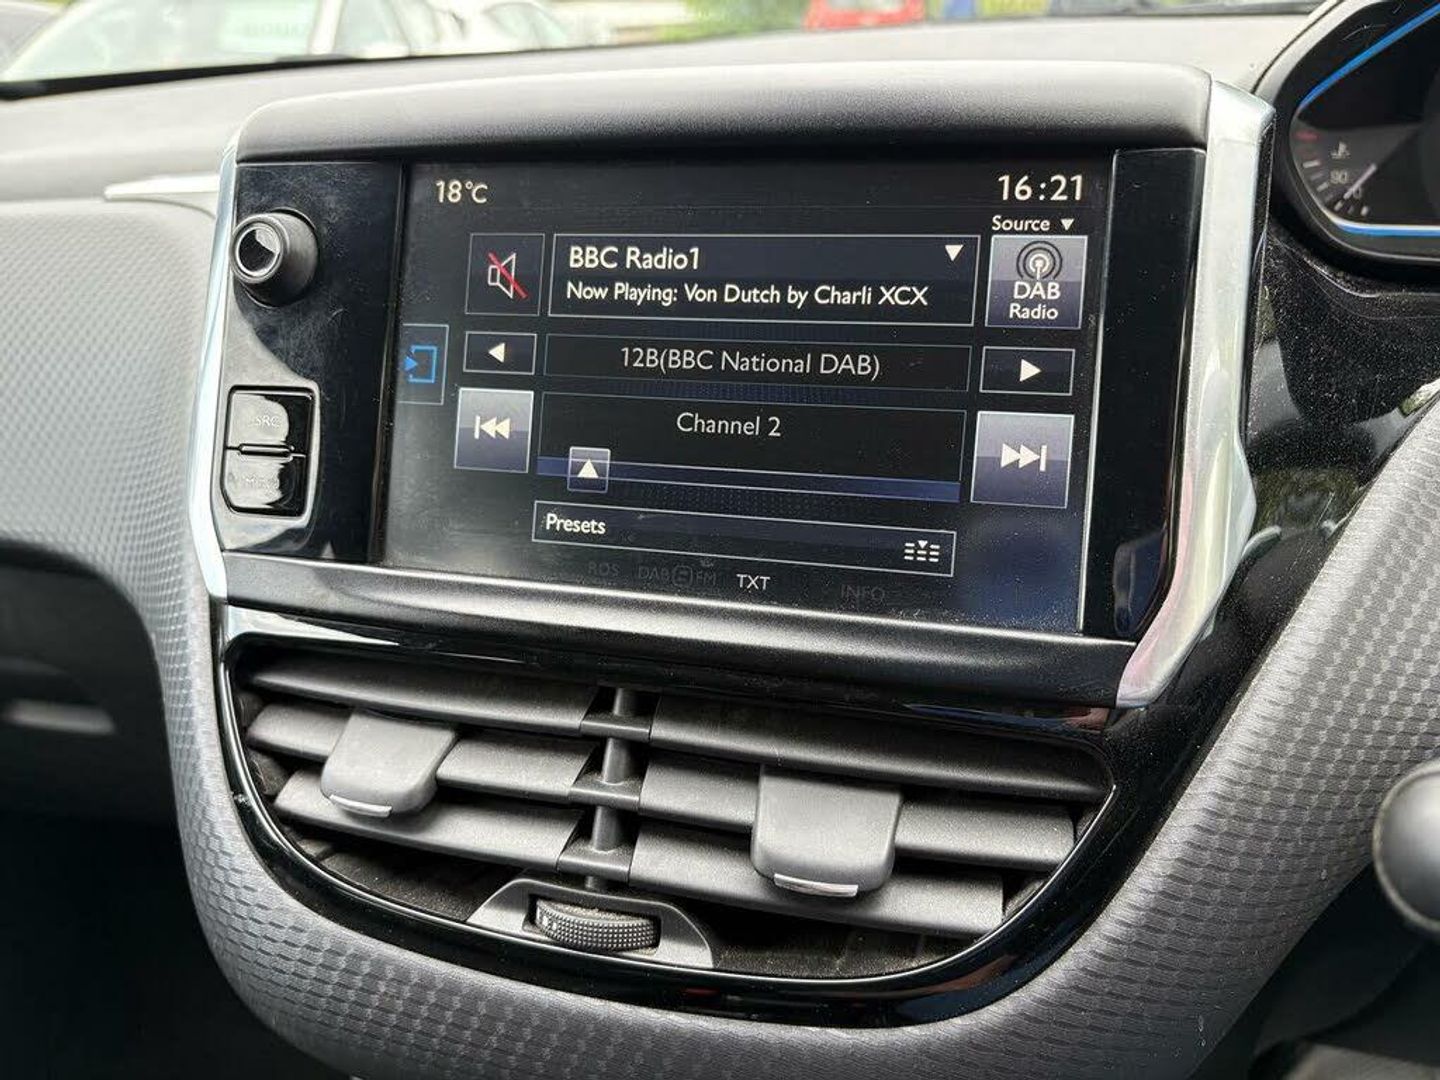 18°C
16:21
Source
BBC Radio1
Now Playing: Von Dutch by Charli XCX
DAB
Radio
12B(BBC National DAB)
Channel 2
Presets
RDS DAB FM TXT INFO
SRC
90